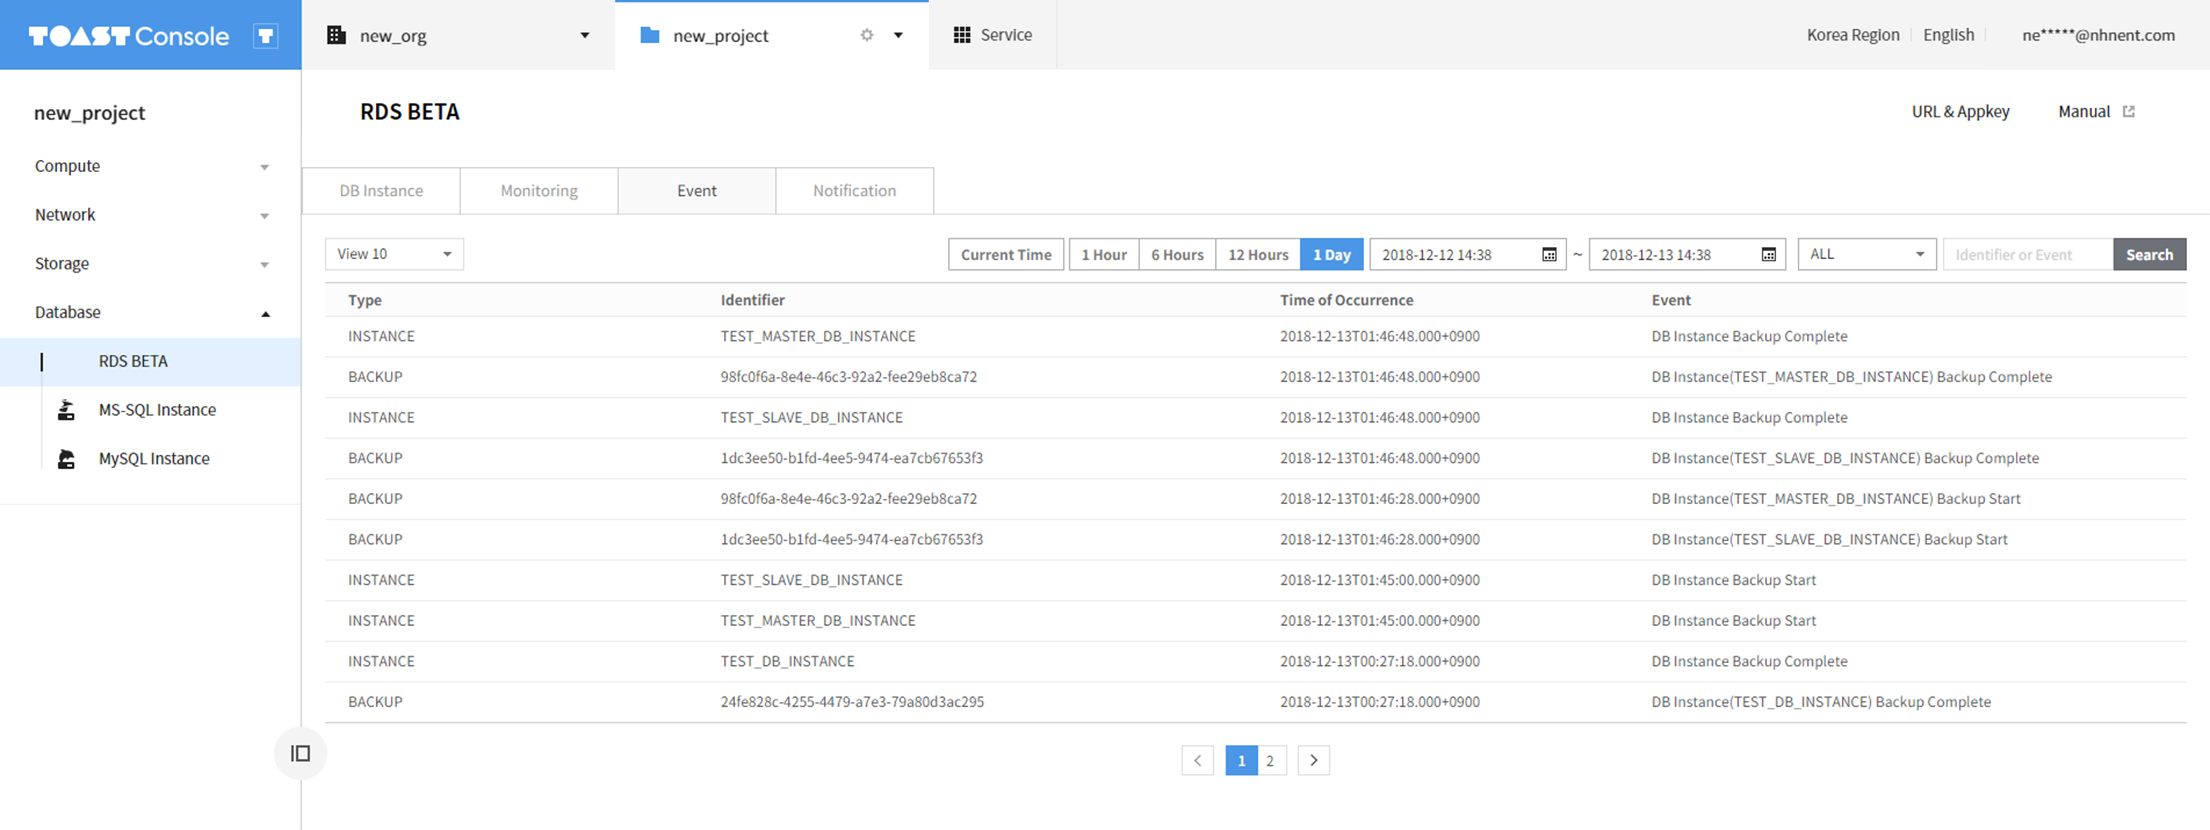 TOAST Console T new_org new_project Service Korea Region English ne*****@nhnent.com
new_project
RDS BETA URL & Appkey Manual
Compute
Network
Storage
Database
RDS BETA
MS-SQL Instance
MySQL Instance
DB Instance Monitoring Event Notification
View 10 Current Time 1 Hour 6 Hours 12 Hours 1 Day 2018-12-12 14:38 ~ 2018-12-13 14:38 ALL Identifier or Event Search
Type Identifier Time of Occurrence Event
INSTANCE TEST_MASTER_DB_INSTANCE 2018-12-13T01:46:48.000+0900 DB Instance Backup Complete
BACKUP 98fc0f6a-8e4e-46c3-92a2-fee29eb8ca72 2018-12-13T01:46:48.000+0900 DB Instance(TEST_MASTER_DB_INSTANCE) Backup Complete
INSTANCE TEST_SLAVE_DB_INSTANCE 2018-12-13T01:46:48.000+0900 DB Instance Backup Complete
BACKUP 1dc3ee50-b1fd-4ee5-9474-ea7cb67653f3 2018-12-13T01:46:48.000+0900 DB Instance(TEST_SLAVE_DB_INSTANCE) Backup Complete
BACKUP 98fc0f6a-8e4e-46c3-92a2-fee29eb8ca72 2018-12-13T01:46:28.000+0900 DB Instance(TEST_MASTER_DB_INSTANCE) Backup Start
BACKUP 1dc3ee50-b1fd-4ee5-9474-ea7cb67653f3 2018-12-13T01:46:28.000+0900 DB Instance(TEST_SLAVE_DB_INSTANCE) Backup Start
INSTANCE TEST_SLAVE_DB_INSTANCE 2018-12-13T01:45:00.000+0900 DB Instance Backup Start
INSTANCE TEST_MASTER_DB_INSTANCE 2018-12-13T01:45:00.000+0900 DB Instance Backup Start
INSTANCE TEST_DB_INSTANCE 2018-12-13T00:27:18.000+0900 DB Instance Backup Complete
BACKUP 24fe828c-4255-4479-a7e3-79a80d3ac295 2018-12-13T00:27:18.000+0900 DB Instance(TEST_DB_INSTANCE) Backup Complete
1 2